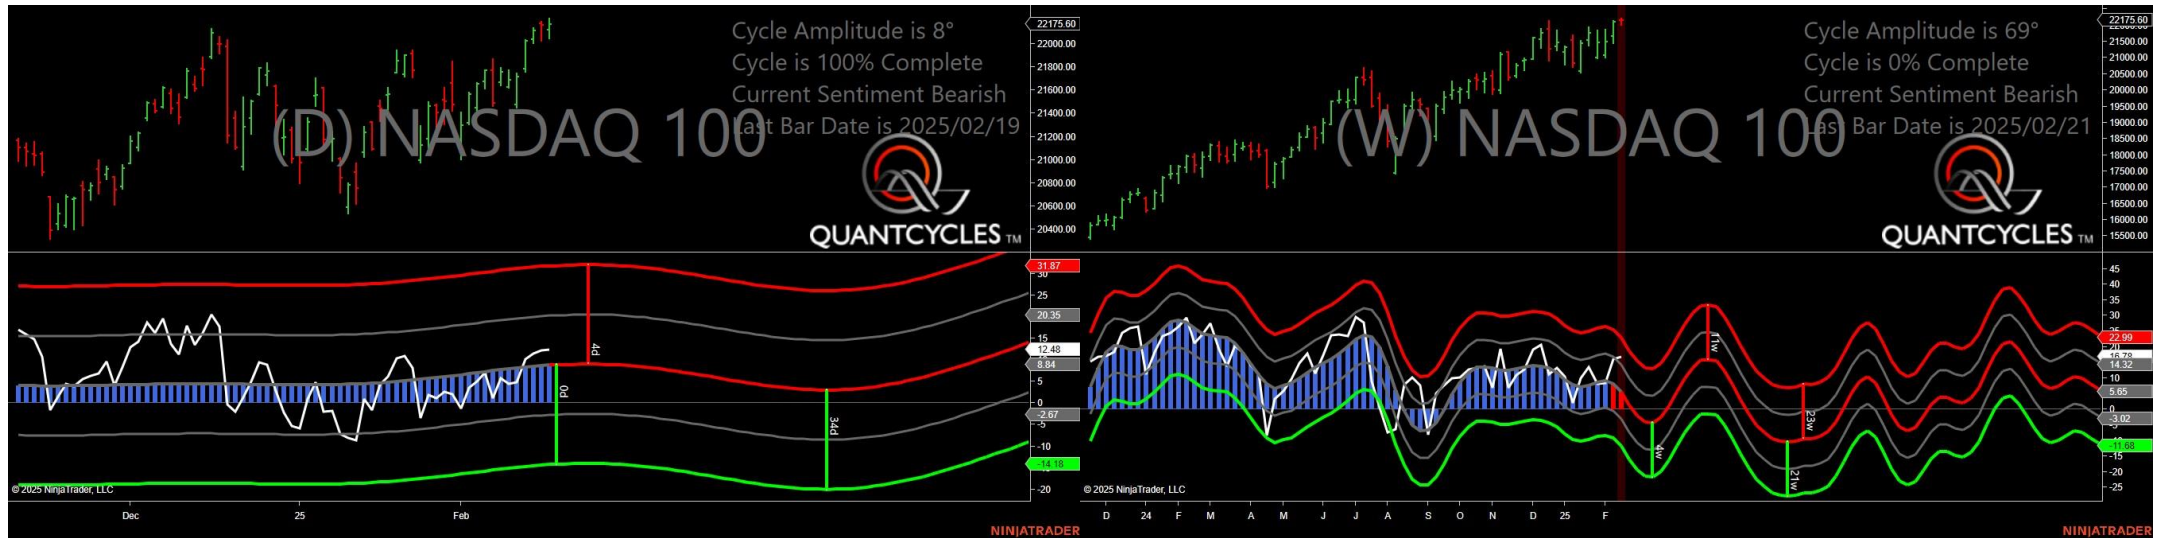 Cycle Amplitude is 8°
Cycle is 100% Complete
Current Sentiment Bearish
Last Bar Date is 2025/02/19
(D) NASDAQ 100
QUANTCYCLES TM
22175.60
22000.00
21800.00
21600.00
21400.00
21200.00
21000.00
20800.00
20600.00
20400.00
31.87
30
25
20.35
15
12.48
8.84
5
0
-2.67
-5
-10
-14.18
-20
4d
0d
34d
© 2025 NinjaTrader, LLC
Dec
25
Feb
NINJATRADER
Cycle Amplitude is 69°
Cycle is 0% Complete
Current Sentiment Bearish
Last Bar Date is 2025/02/21
(W) NASDAQ 100
QUANTCYCLES TM
22175.60
21500.00
21000.00
20500.00
20000.00
19500.00
19000.00
18500.00
18000.00
17500.00
17000.00
16500.00
16000.00
15500.00
45
40
35
30
22.99
20
16.78
14.32
10
5.65
0
-3.02
-11.68
-15
-20
-25
11w
23w
4w
21w
© 2025 NinjaTrader, LLC
D 24 F M A M J J A S O N D 25 F
NINJATRADER